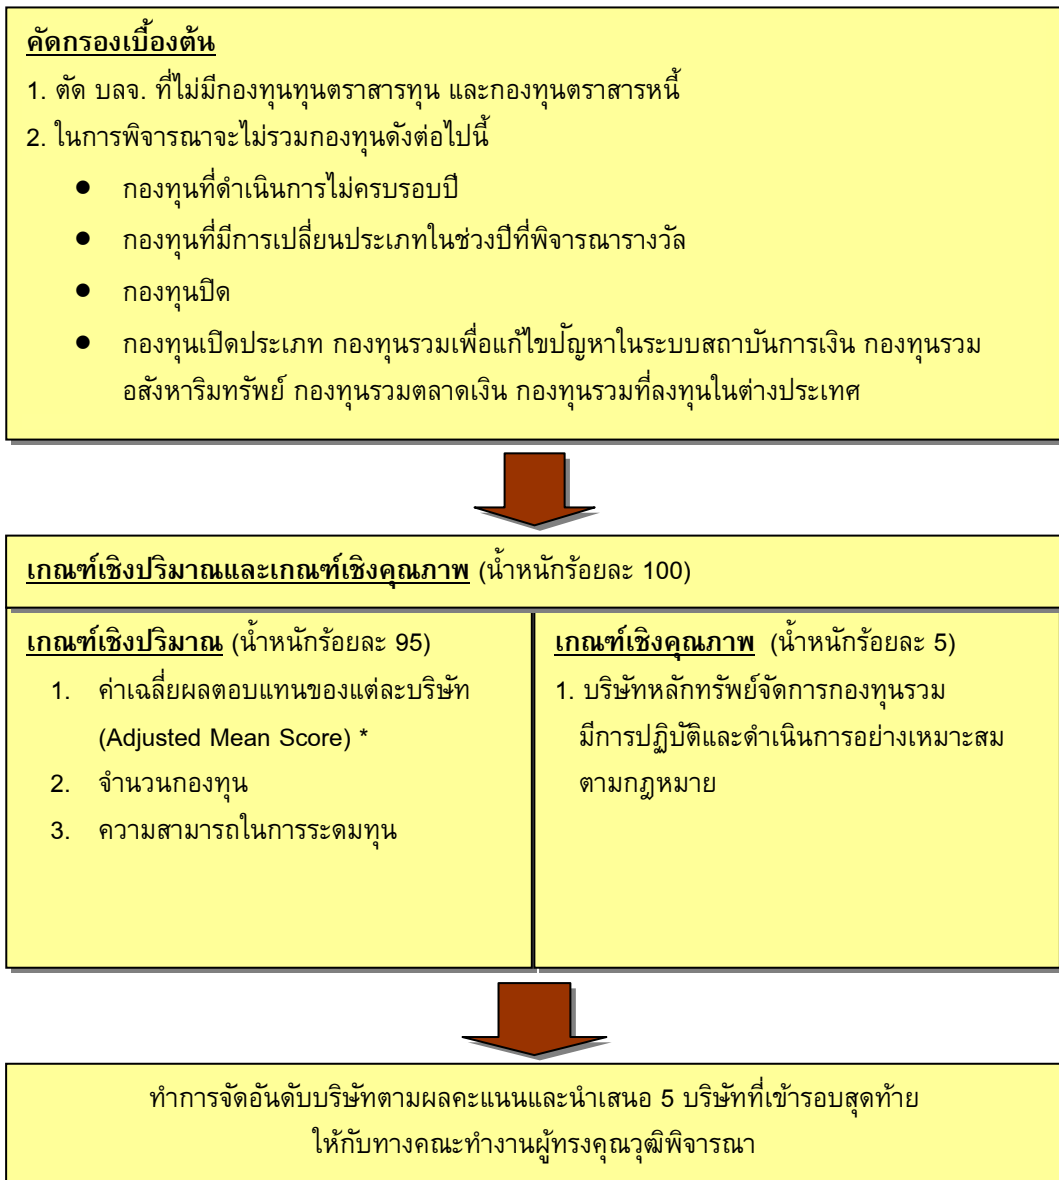 คัดกรองเบื้องต้น
1. ตัด บลจ. ที่ไม่มีกองทุนทุนตราสารทุน และกองทุนตราสารหนี้
2. ในการพิจารณาจะไม่รวมกองทุนดังต่อไปนี้
● กองทุนที่ดำเนินการไม่ครบรอบปี
● กองทุนที่มีการเปลี่ยนประเภทในช่วงปีที่พิจารณารางวัล
● กองทุนปิด
● กองทุนเปิดประเภท กองทุนรวมเพื่อแก้ไขปัญหาในระบบสถาบันการเงิน กองทุนรวม
อสังหาริมทรัพย์ กองทุนรวมตลาดเงิน กองทุนรวมที่ลงทุนในต่างประเทศ
เกณฑ์เชิงปริมาณและเกณฑ์เชิงคุณภาพ (น้ำหนักร้อยละ 100)
เกณฑ์เชิงปริมาณ (น้ำหนักร้อยละ 95)
1. ค่าเฉลี่ยผลตอบแทนของแต่ละบริษัท
(Adjusted Mean Score) *
2. จำนวนกองทุน
3. ความสามารถในการระดมทุน
เกณฑ์เชิงคุณภาพ (น้ำหนักร้อยละ 5)
1. บริษัทหลักทรัพย์จัดการกองทุนรวม
มีการปฏิบัติและดำเนินการอย่างเหมาะสม
ตามกฎหมาย
ทำการจัดอันดับบริษัทตามผลคะแนนและนำเสนอ 5 บริษัทที่เข้ารอบสุดท้าย
ให้กับทางคณะทำงานผู้ทรงคุณวุฒิพิจารณา